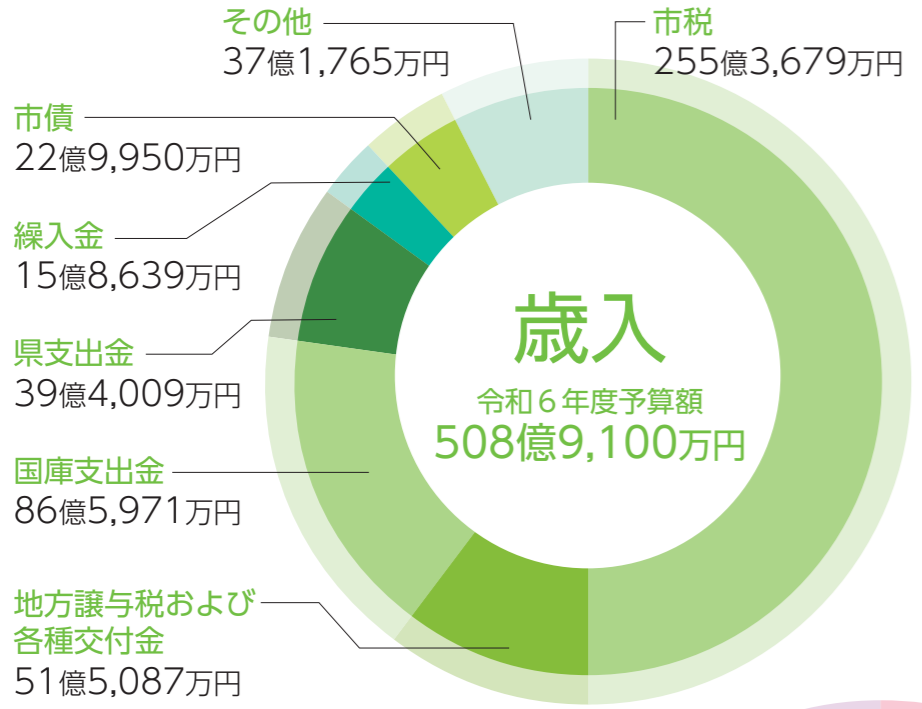 その他
37億1,765万円
市税
255億3,679万円
市債
22億9,950万円
繰入金
15億8,639万円
県支出金
39億4,009万円
国庫支出金
86億5,971万円
地方譲与税および
各種交付金
51億5,087万円
歳入
令和6年度予算額
508億9,100万円